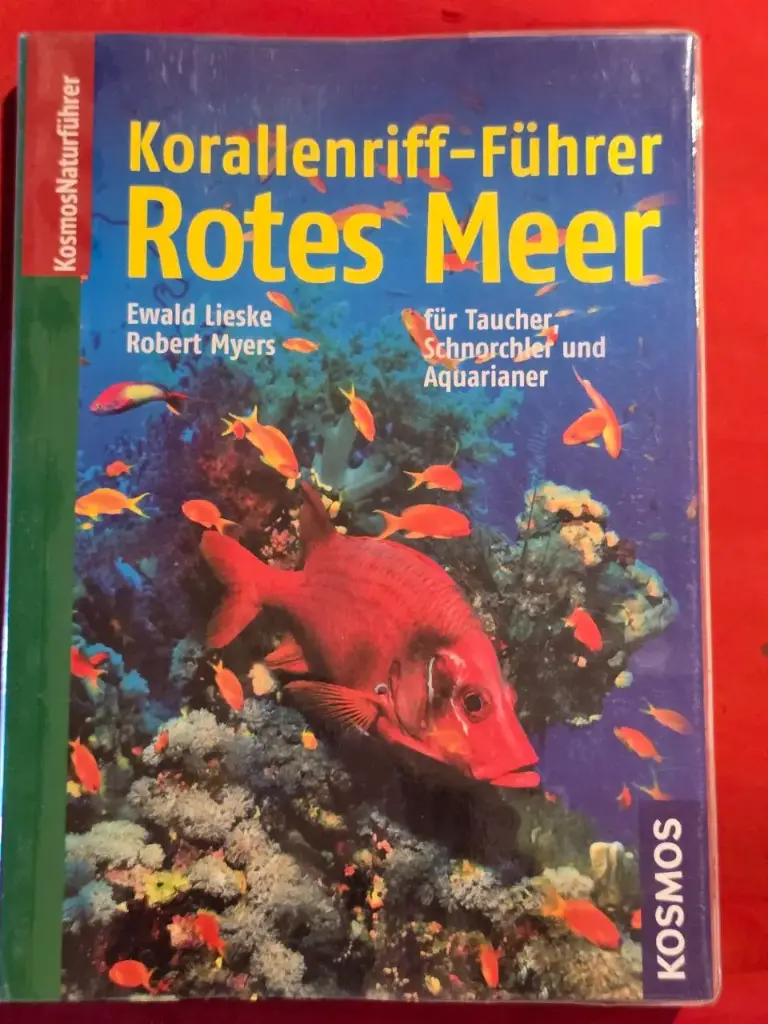 KosmosNaturführer
Korallenriff-Führer
Rotes Meer
Ewald Lieske
Robert Myers
für Taucher,
Schnorchler und
Aquarianer
KOSMOS